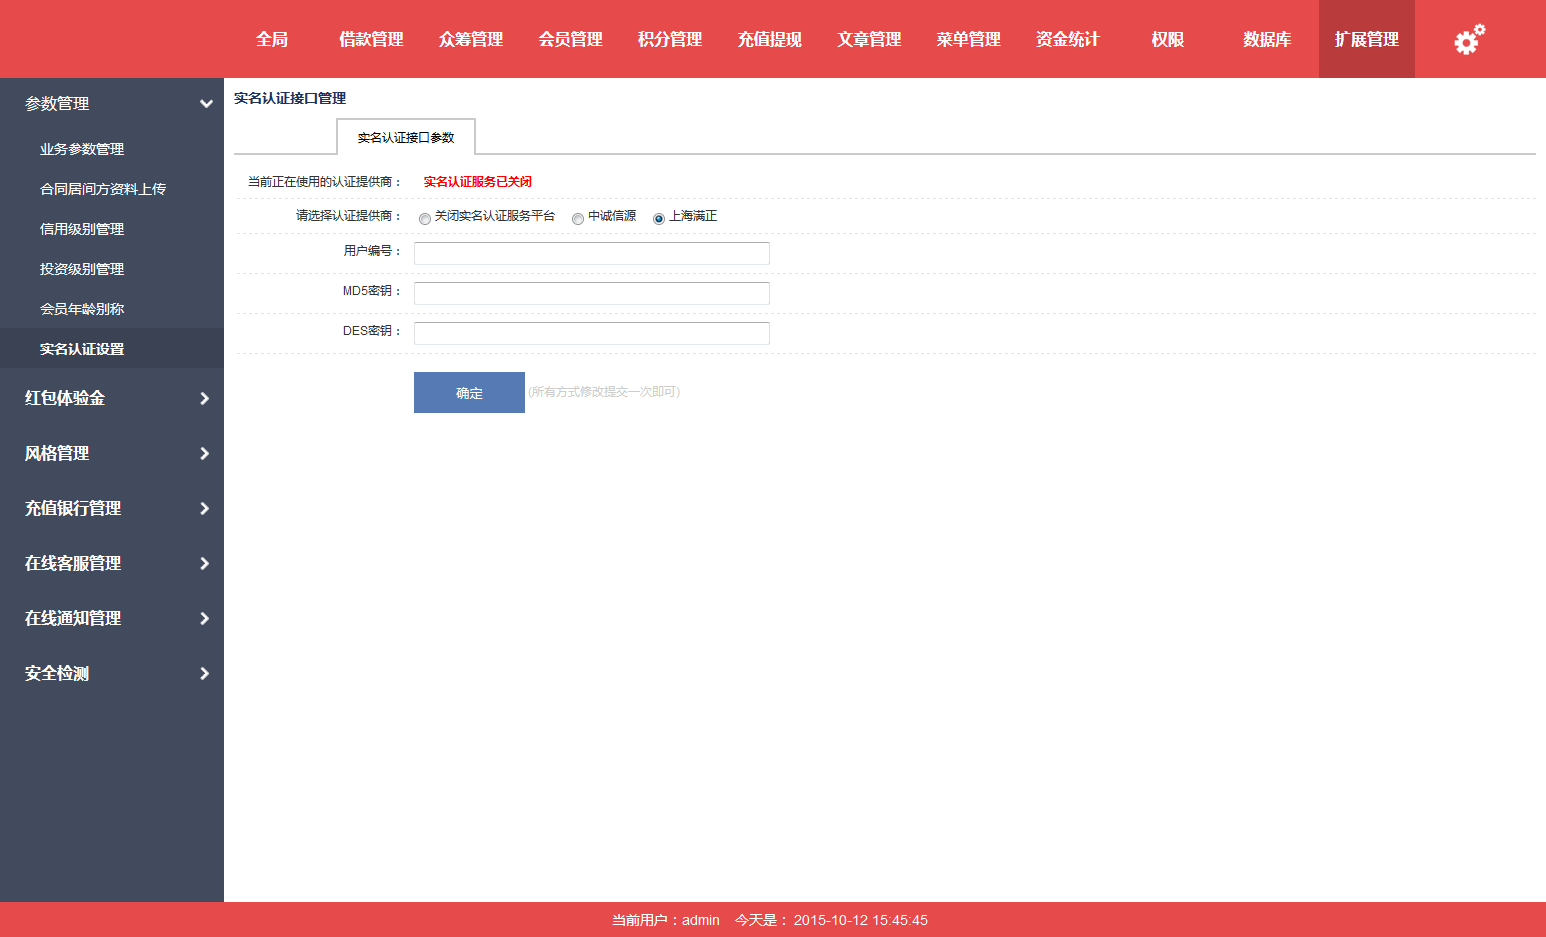 全局 借款管理 众筹管理 会员管理 积分管理 充值提现 文章管理 菜单管理 资金统计 权限 数据库 扩展管理
参数管理
业务参数管理
合同居间方资料上传
信用级别管理
投资级别管理
会员年龄别称
实名认证设置
红包体验金
风格管理
充值银行管理
在线客服管理
在线通知管理
安全检测
实名认证接口管理
实名认证接口参数
当前正在使用的认证提供商： 实名认证服务已关闭
请选择认证提供商： 关闭实名认证服务平台 中诚信源 上海满正
用户编号：
MD5密钥：
DES密钥：
确定 (所有方式修改提交一次即可)
当前用户：admin 今天是： 2015-10-12 15:45:45